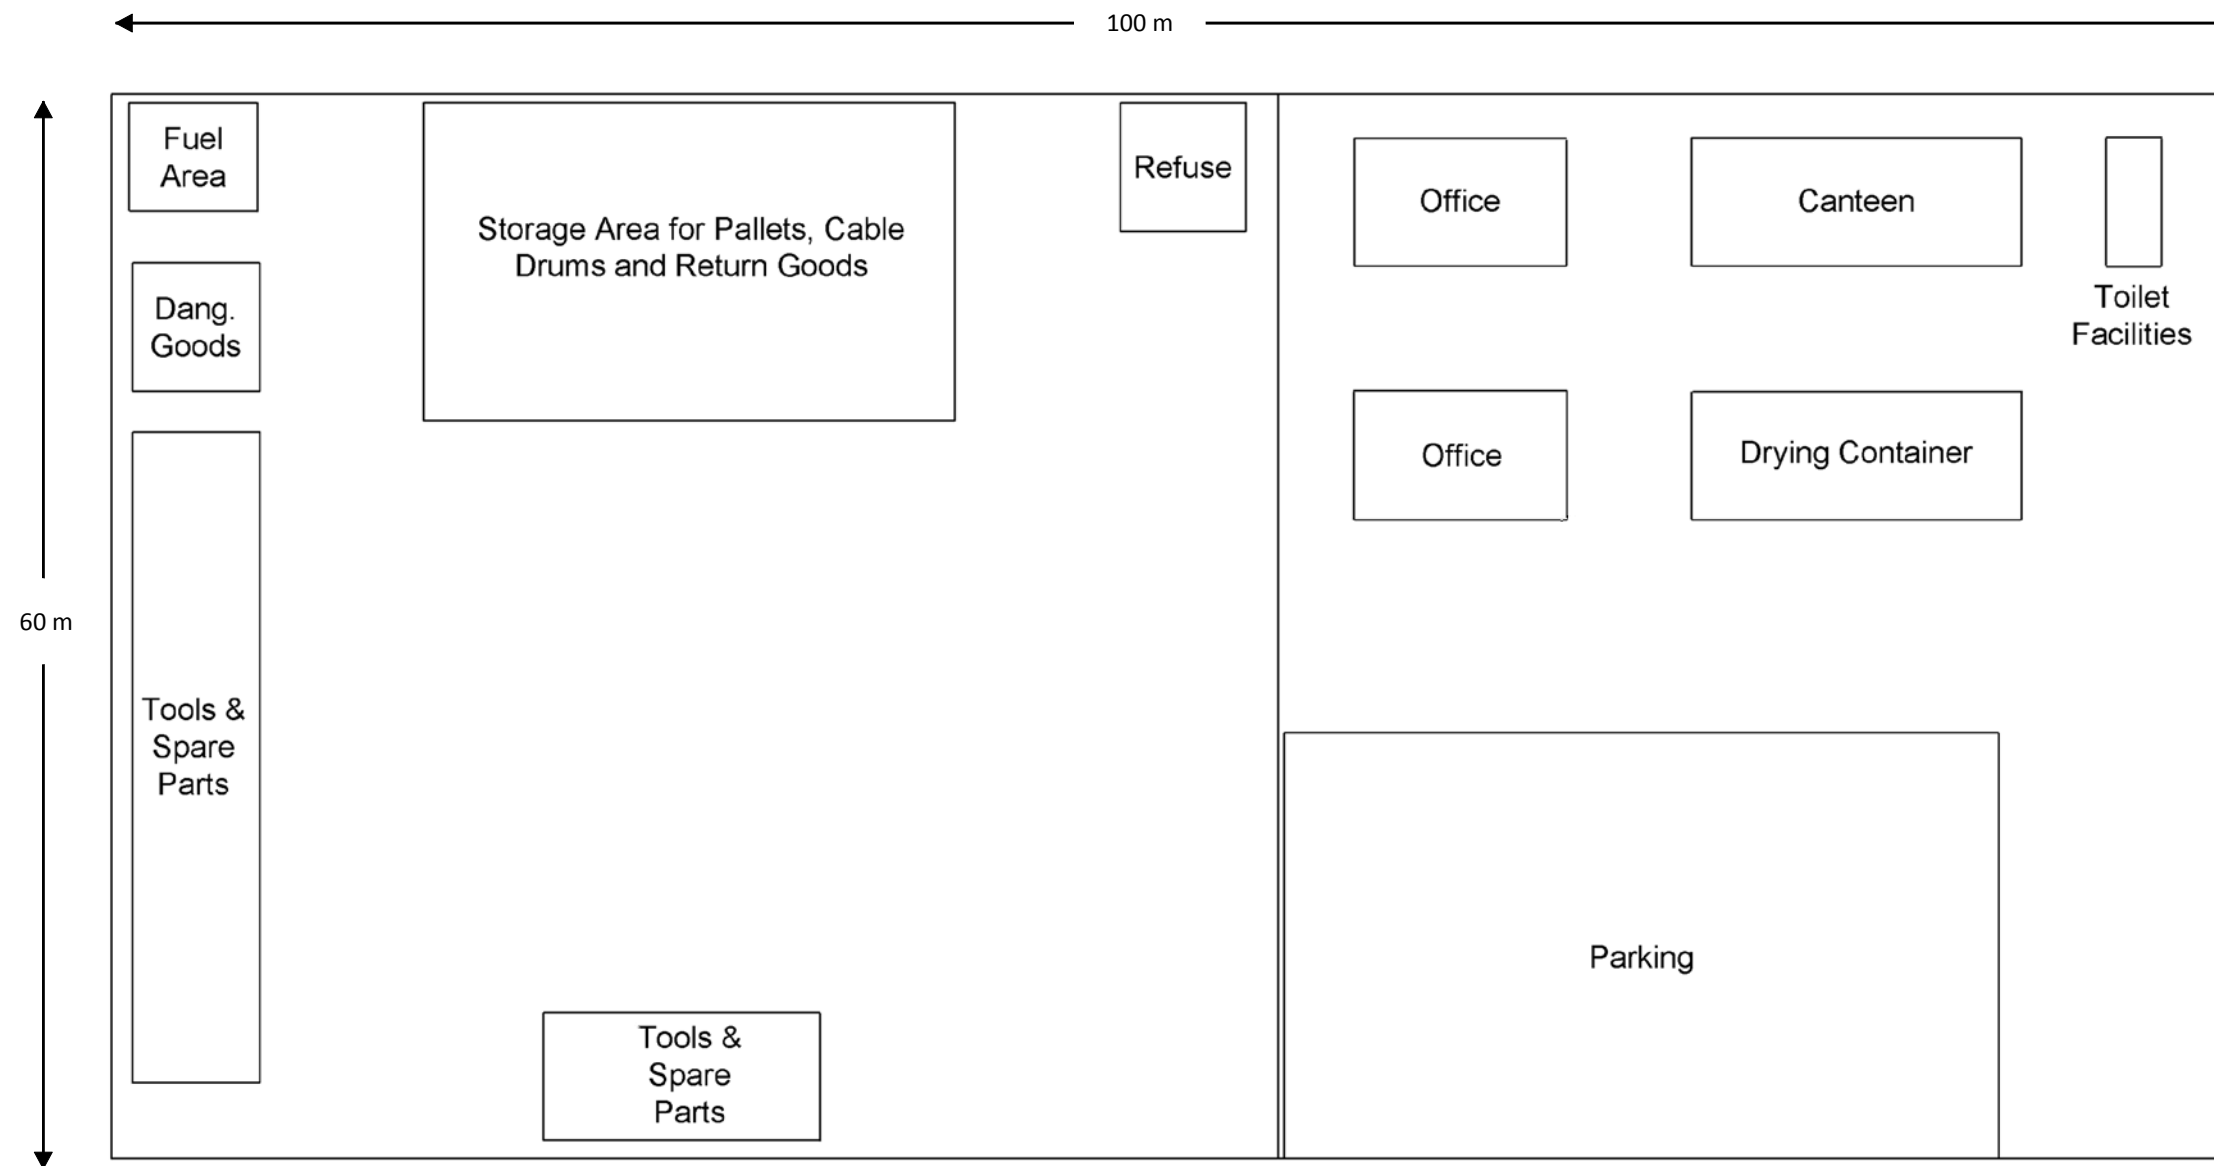 100 m
Fuel
Area
Refuse
Storage Area for Pallets, Cable
Drums and Return Goods
Office
Canteen
Dang.
Goods
Toilet
Facilities
Office
Drying Container
60 m
Tools &
Spare
Parts
Parking
Tools &
Spare
Parts